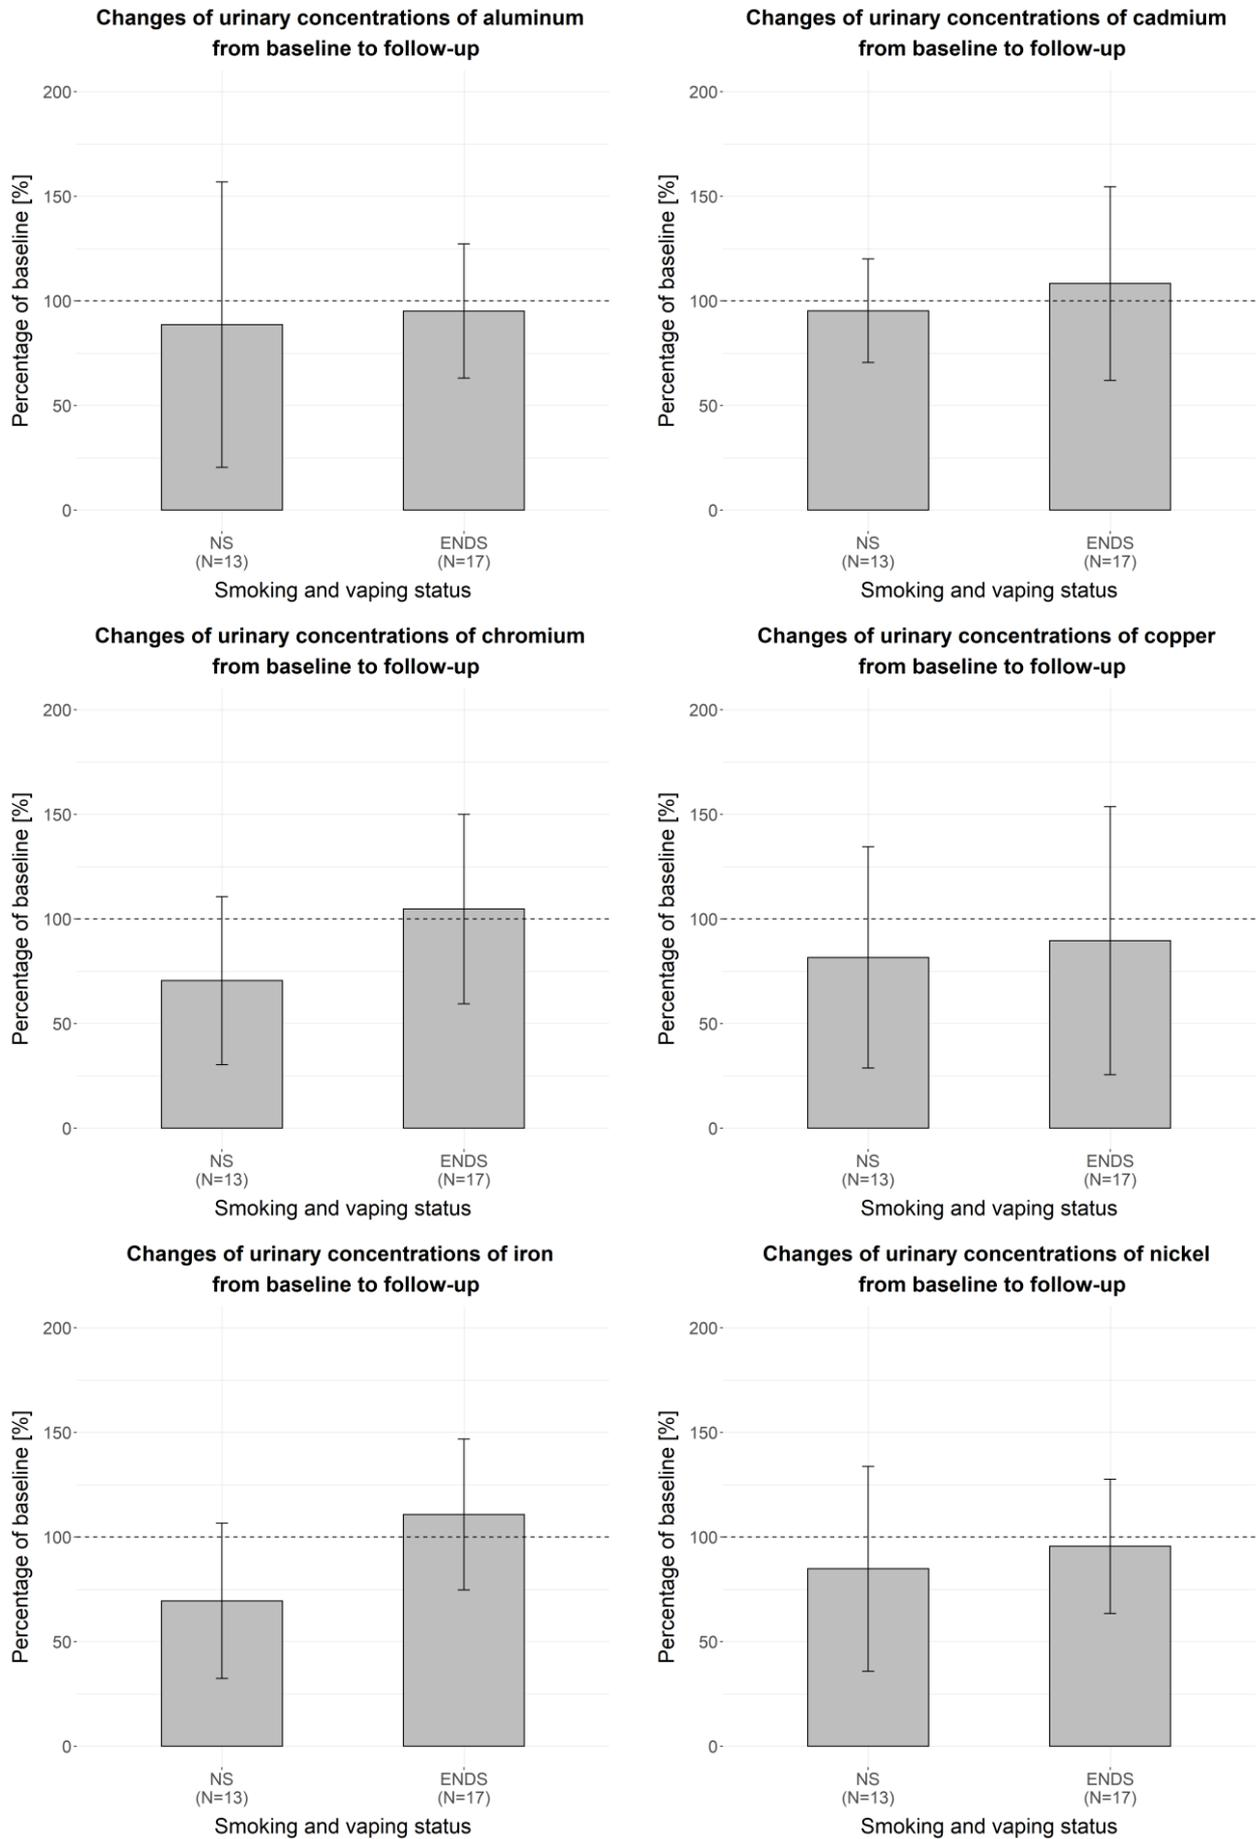 Changes of urinary concentrations of aluminum
from baseline to follow-up
Percentage of baseline [%]
200
150
100
50
0
NS
(N=13)
ENDS
(N=17)
Smoking and vaping status
Changes of urinary concentrations of cadmium
from baseline to follow-up
Percentage of baseline [%]
200
150
100
50
0
NS
(N=13)
ENDS
(N=17)
Smoking and vaping status
Changes of urinary concentrations of chromium
from baseline to follow-up
Percentage of baseline [%]
200
150
100
50
0
NS
(N=13)
ENDS
(N=17)
Smoking and vaping status
Changes of urinary concentrations of copper
from baseline to follow-up
Percentage of baseline [%]
200
150
100
50
0
NS
(N=13)
ENDS
(N=17)
Smoking and vaping status
Changes of urinary concentrations of iron
from baseline to follow-up
Percentage of baseline [%]
200
150
100
50
0
NS
(N=13)
ENDS
(N=17)
Smoking and vaping status
Changes of urinary concentrations of nickel
from baseline to follow-up
Percentage of baseline [%]
200
150
100
50
0
NS
(N=13)
ENDS
(N=17)
Smoking and vaping status